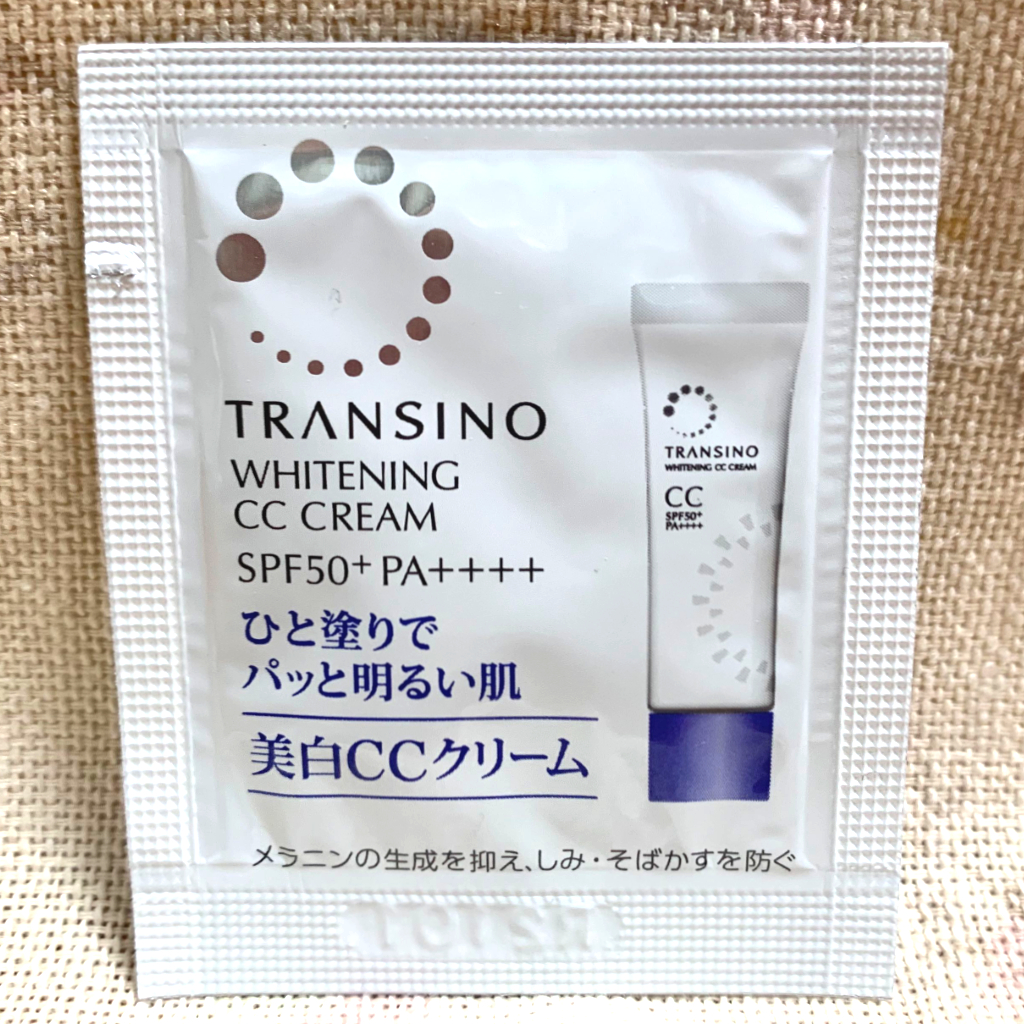 TRANSINO
WHITENING
CC CREAM
SPF50+ PA++++
ひと塗りで
パッと明るい肌
美白CCクリーム
メラニンの生成を抑え、しみ・そばかすを防ぐ
TRANSINO
WHITENING CC CREAM
CC
SPF50+
PA++++